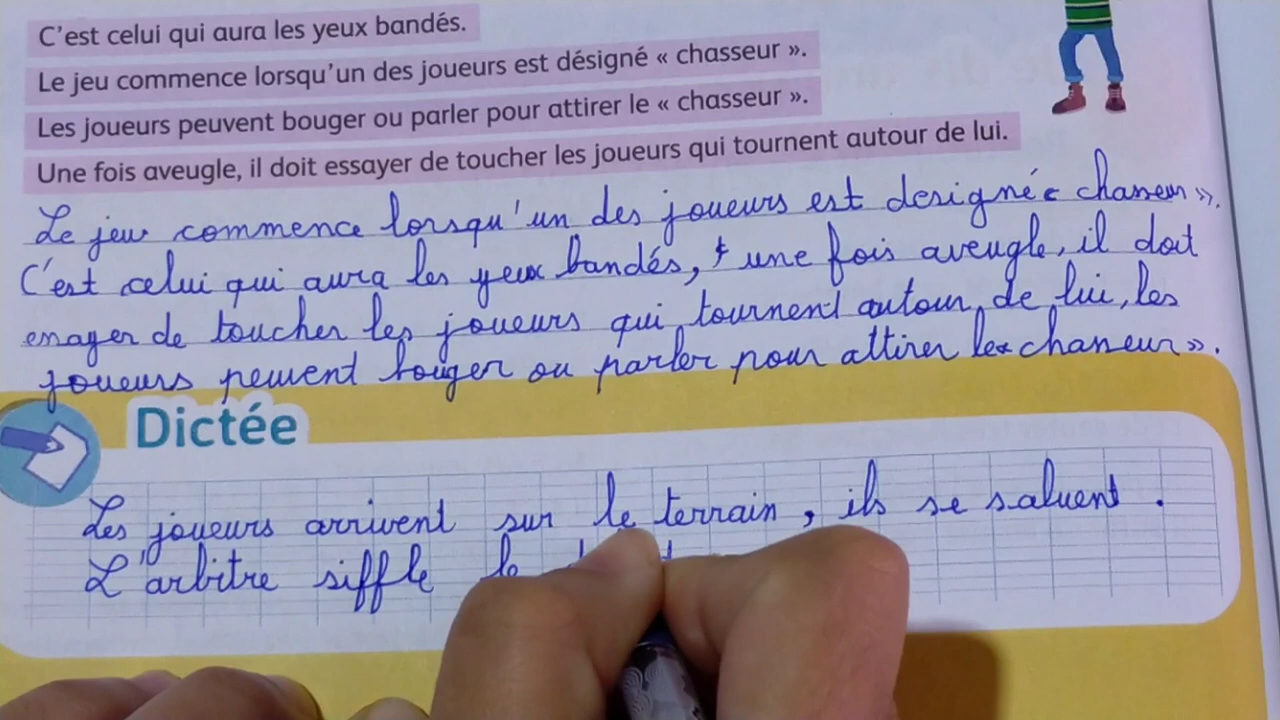 C'est celui qui aura les yeux bandés.
Le jeu commence lorsqu'un des joueurs est désigné « chasseur ».
Les joueurs peuvent bouger ou parler pour attirer le « chasseur ».
Une fois aveugle, il doit essayer de toucher les joueurs qui tournent autour de lui.
Le jeu commence lorsqu'un des joueurs est designé « chasseur ».
C'est celui qui aura les yeux bandés, une fois aveugle, il doit
essayer de toucher les joueurs qui tournent autour de lui, les
joueurs peuvent bouger ou parler pour attirer le « chasseur ».
Dictée
Les joueurs arrivent sur le terrain, ils se saluent.
L'arbitre siffle le